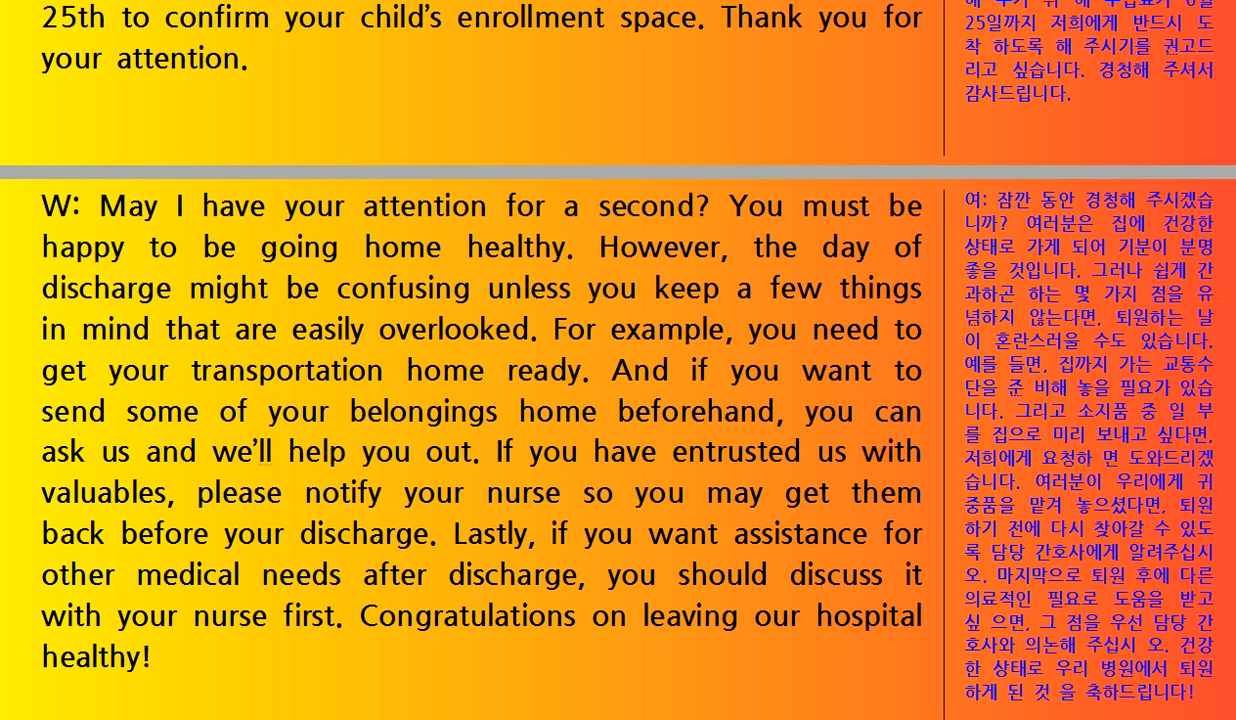 25th to confirm your child's enrollment space. Thank you for
your attention.
25일까지 저희에게 반드시 도
착 하도록 해 주시기를 권고드
리고 싶습니다. 경청해 주셔서
감사드립니다.
W: May I have your attention for a second? You must be
happy to be going home healthy. However, the day of
discharge might be confusing unless you keep a few things
in mind that are easily overlooked. For example, you need to
get your transportation home ready. And if you want to
send some of your belongings home beforehand, you can
ask us and we'll help you out. If you have entrusted us with
valuables, please notify your nurse so you may get them
back before your discharge. Lastly, if you want assistance for
other medical needs after discharge, you should discuss it
with your nurse first. Congratulations on leaving our hospital
healthy!
여: 잠깐 동안 경청해 주시겠습
니까? 여러분은 집에 건강한
상태로 가게 되어 기분이 분명
좋을 것입니다. 그러나 쉽게 간
과하곤 하는 몇 가지 점을 유
념하지 않는다면, 퇴원하는 날
이 혼란스러울 수도 있습니다.
예를 들면, 집까지 가는 교통수
단을 준 비해 놓을 필요가 있습
니다. 그리고 소지품 중 일 부
를 집으로 미리 보내고 싶다면,
저희에게 요청하 면 도와드리겠
습니다. 여러분이 우리에게 귀
중품을 맡겨 놓으셨다면, 퇴원
하기 전에 다시 찾아갈 수 있도
록 담당 간호사에게 알려주십시
오. 마지막으로 퇴원 후에 다른
의료적인 필요로 도움을 받고
싶 으면, 그 점을 우선 담당 간
호사와 의논해 주십시 오. 건강
한 상태로 우리 병원에서 퇴원
하게 된 것 을 축하드립니다!